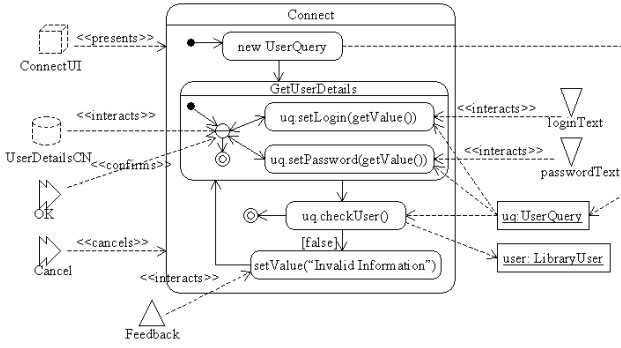 Connect
<<presents>>
new UserQuery
ConnectUI
GetUserDetails
<<interacts>>
uq.setLogin(getValue())
<<interacts>>
loginText
UserDetailsCN
<<confirms>>
uq.setPassword(getValue())
<<interacts>>
passwordText
OK
uq.checkUser()
uq:UserQuery
<<cancels>>
[false]
Cancel
<<interacts>>
setValue(“Invalid Information”)
user: LibraryUser
Feedback